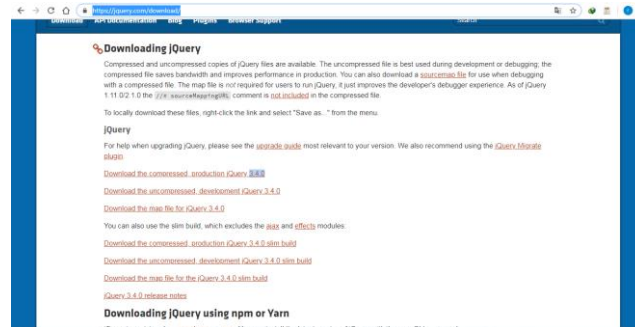 https://jquery.com/download/
Download API Documentation Blog Plugins Browser Support
Search
Downloading jQuery
Compressed and uncompressed copies of jQuery files are available. The uncompressed file is best used during development or debugging; the
compressed file saves bandwidth and improves performance in production. You can also download a sourcemap file for use when debugging
with a compressed file. The map file is not required for users to run jQuery, it just improves the developer's debugger experience. As of jQuery
1.11.0/2.1.0 the //# sourceMappingURL comment is not included in the compressed file.
To locally download these files, right-click the link and select "Save as..." from the menu.
jQuery
For help when upgrading jQuery, please see the upgrade guide most relevant to your version. We also recommend using the jQuery Migrate
plugin
Download the compressed, production jQuery 3.4.0
Download the uncompressed, development jQuery 3.4.0
Download the map file for jQuery 3.4.0
You can also use the slim build, which excludes the ajax and effects modules:
Download the compressed, production jQuery 3.4.0 slim build
Download the uncompressed, development jQuery 3.4.0 slim build
Download the map file for the jQuery 3.4.0 slim build
jQuery 3.4.0 release notes
Downloading jQuery using npm or Yarn